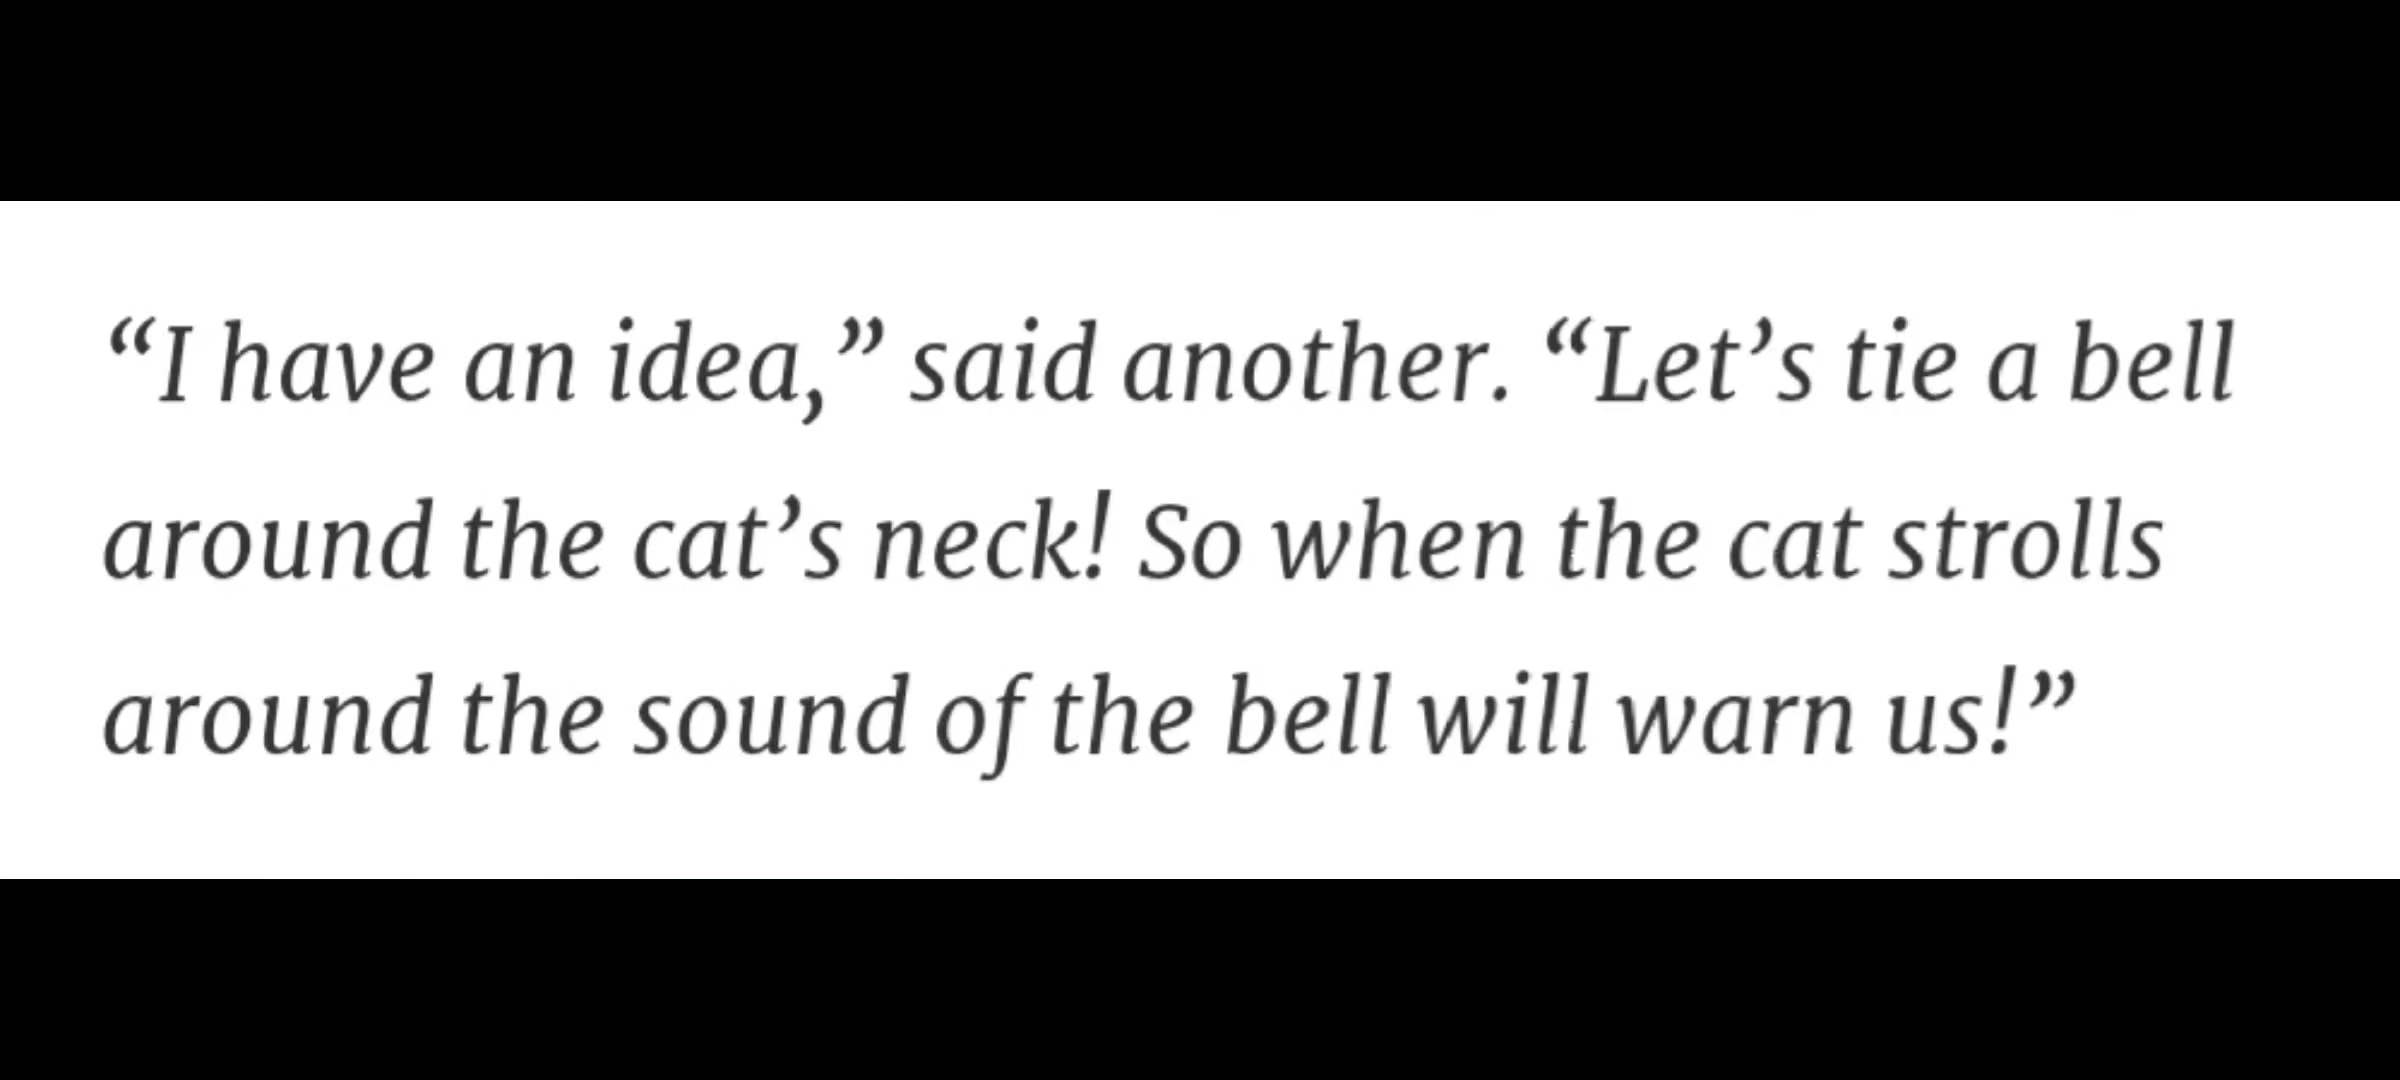 “I have an idea,” said another. “Let’s tie a bell
around the cat’s neck! So when the cat strolls
around the sound of the bell will warn us!”